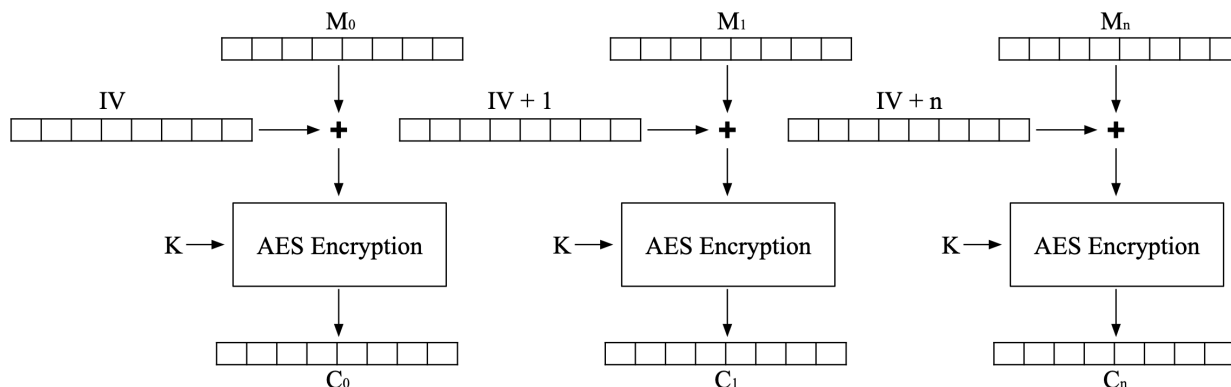 M₀ M₁ Mₙ
IV IV + 1 IV + n
K AES Encryption K AES Encryption K AES Encryption
C₀ C₁ Cₙ